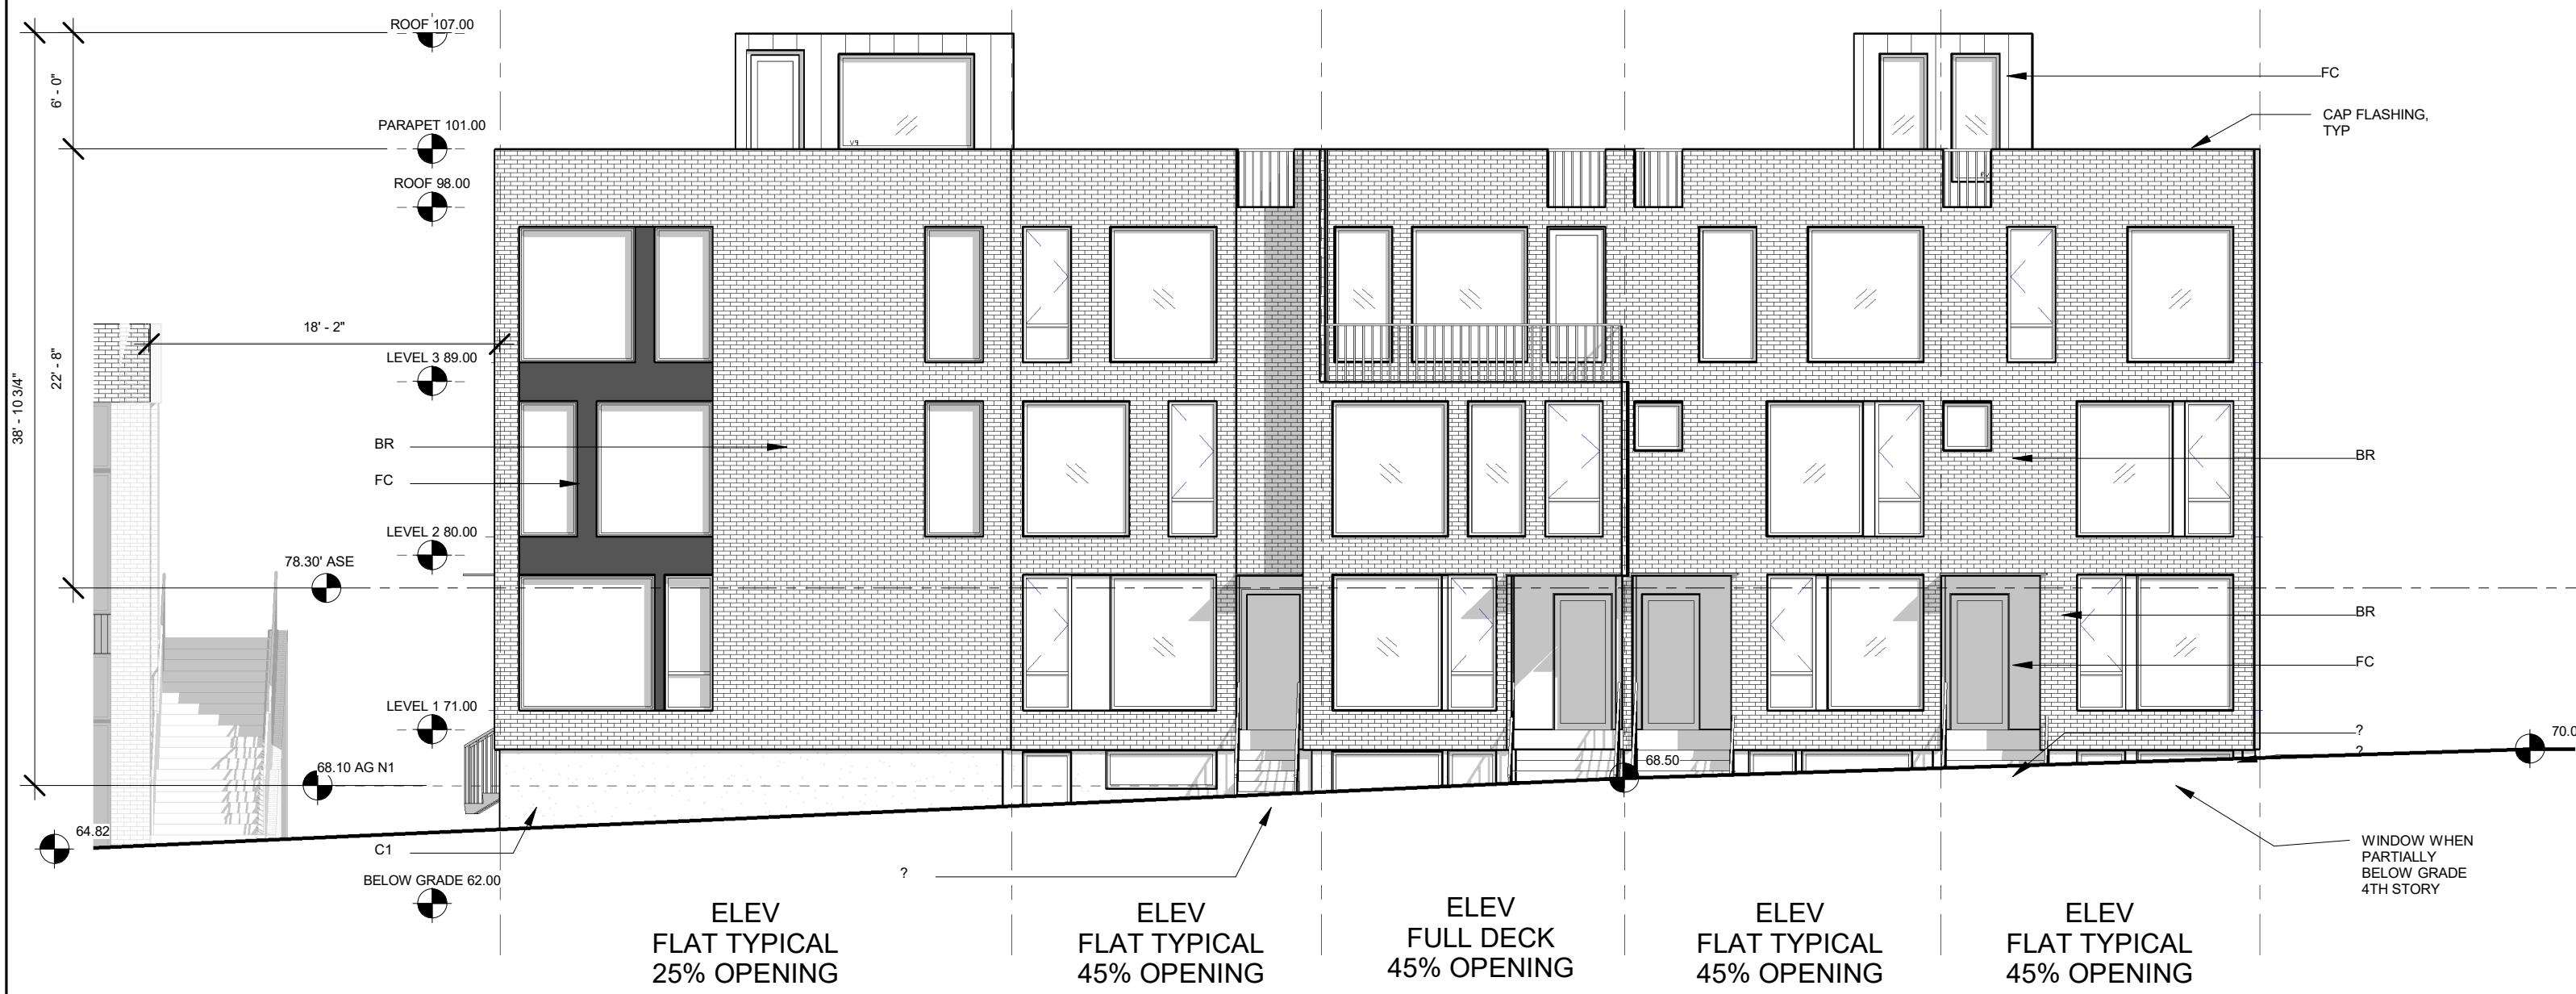 ROOF 107.00
6' - 0"
FC
CAP FLASHING,
TYP
PARAPET 101.00
ROOF 98.00
18' - 2"
LEVEL 3 89.00
22' - 8"
38' - 10 3/4"
BR
BR
FC
LEVEL 2 80.00
78.30' ASE
BR
FC
LEVEL 1 71.00
?
70.0
?
68.50
68.10 AG N1
64.82
C1
?
WINDOW WHEN
PARTIALLY
BELOW GRADE
4TH STORY
BELOW GRADE 62.00
ELEV
FLAT TYPICAL
25% OPENING
ELEV
FLAT TYPICAL
45% OPENING
ELEV
FULL DECK
45% OPENING
ELEV
FLAT TYPICAL
45% OPENING
ELEV
FLAT TYPICAL
45% OPENING